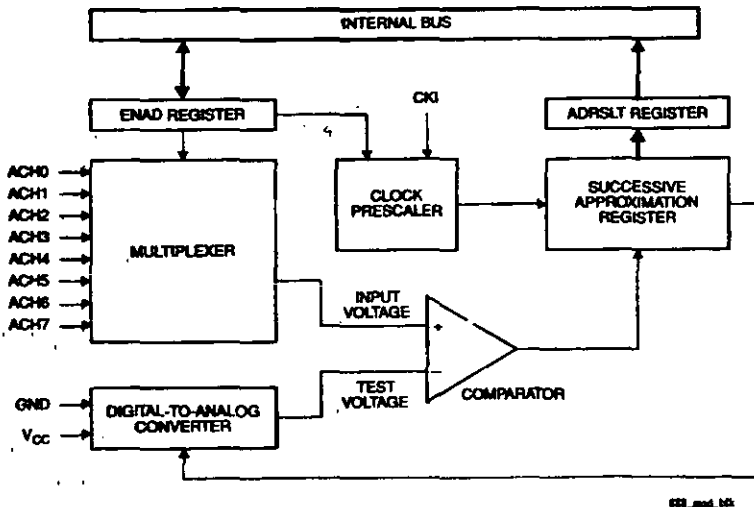 INTERNAL BUS
ENAD REGISTER
CKI
ADRSLT REGISTER
4
ACH0
ACH1
ACH2
ACH3
ACH4
ACH5
ACH6
ACH7
MULTIPLEXER
CLOCK
PRESCALER
SUCCESSIVE
APPROXIMATION
REGISTER
INPUT
VOLTAGE
+
−
TEST
VOLTAGE
COMPARATOR
GND
VCC
DIGITAL-TO-ANALOG
CONVERTER